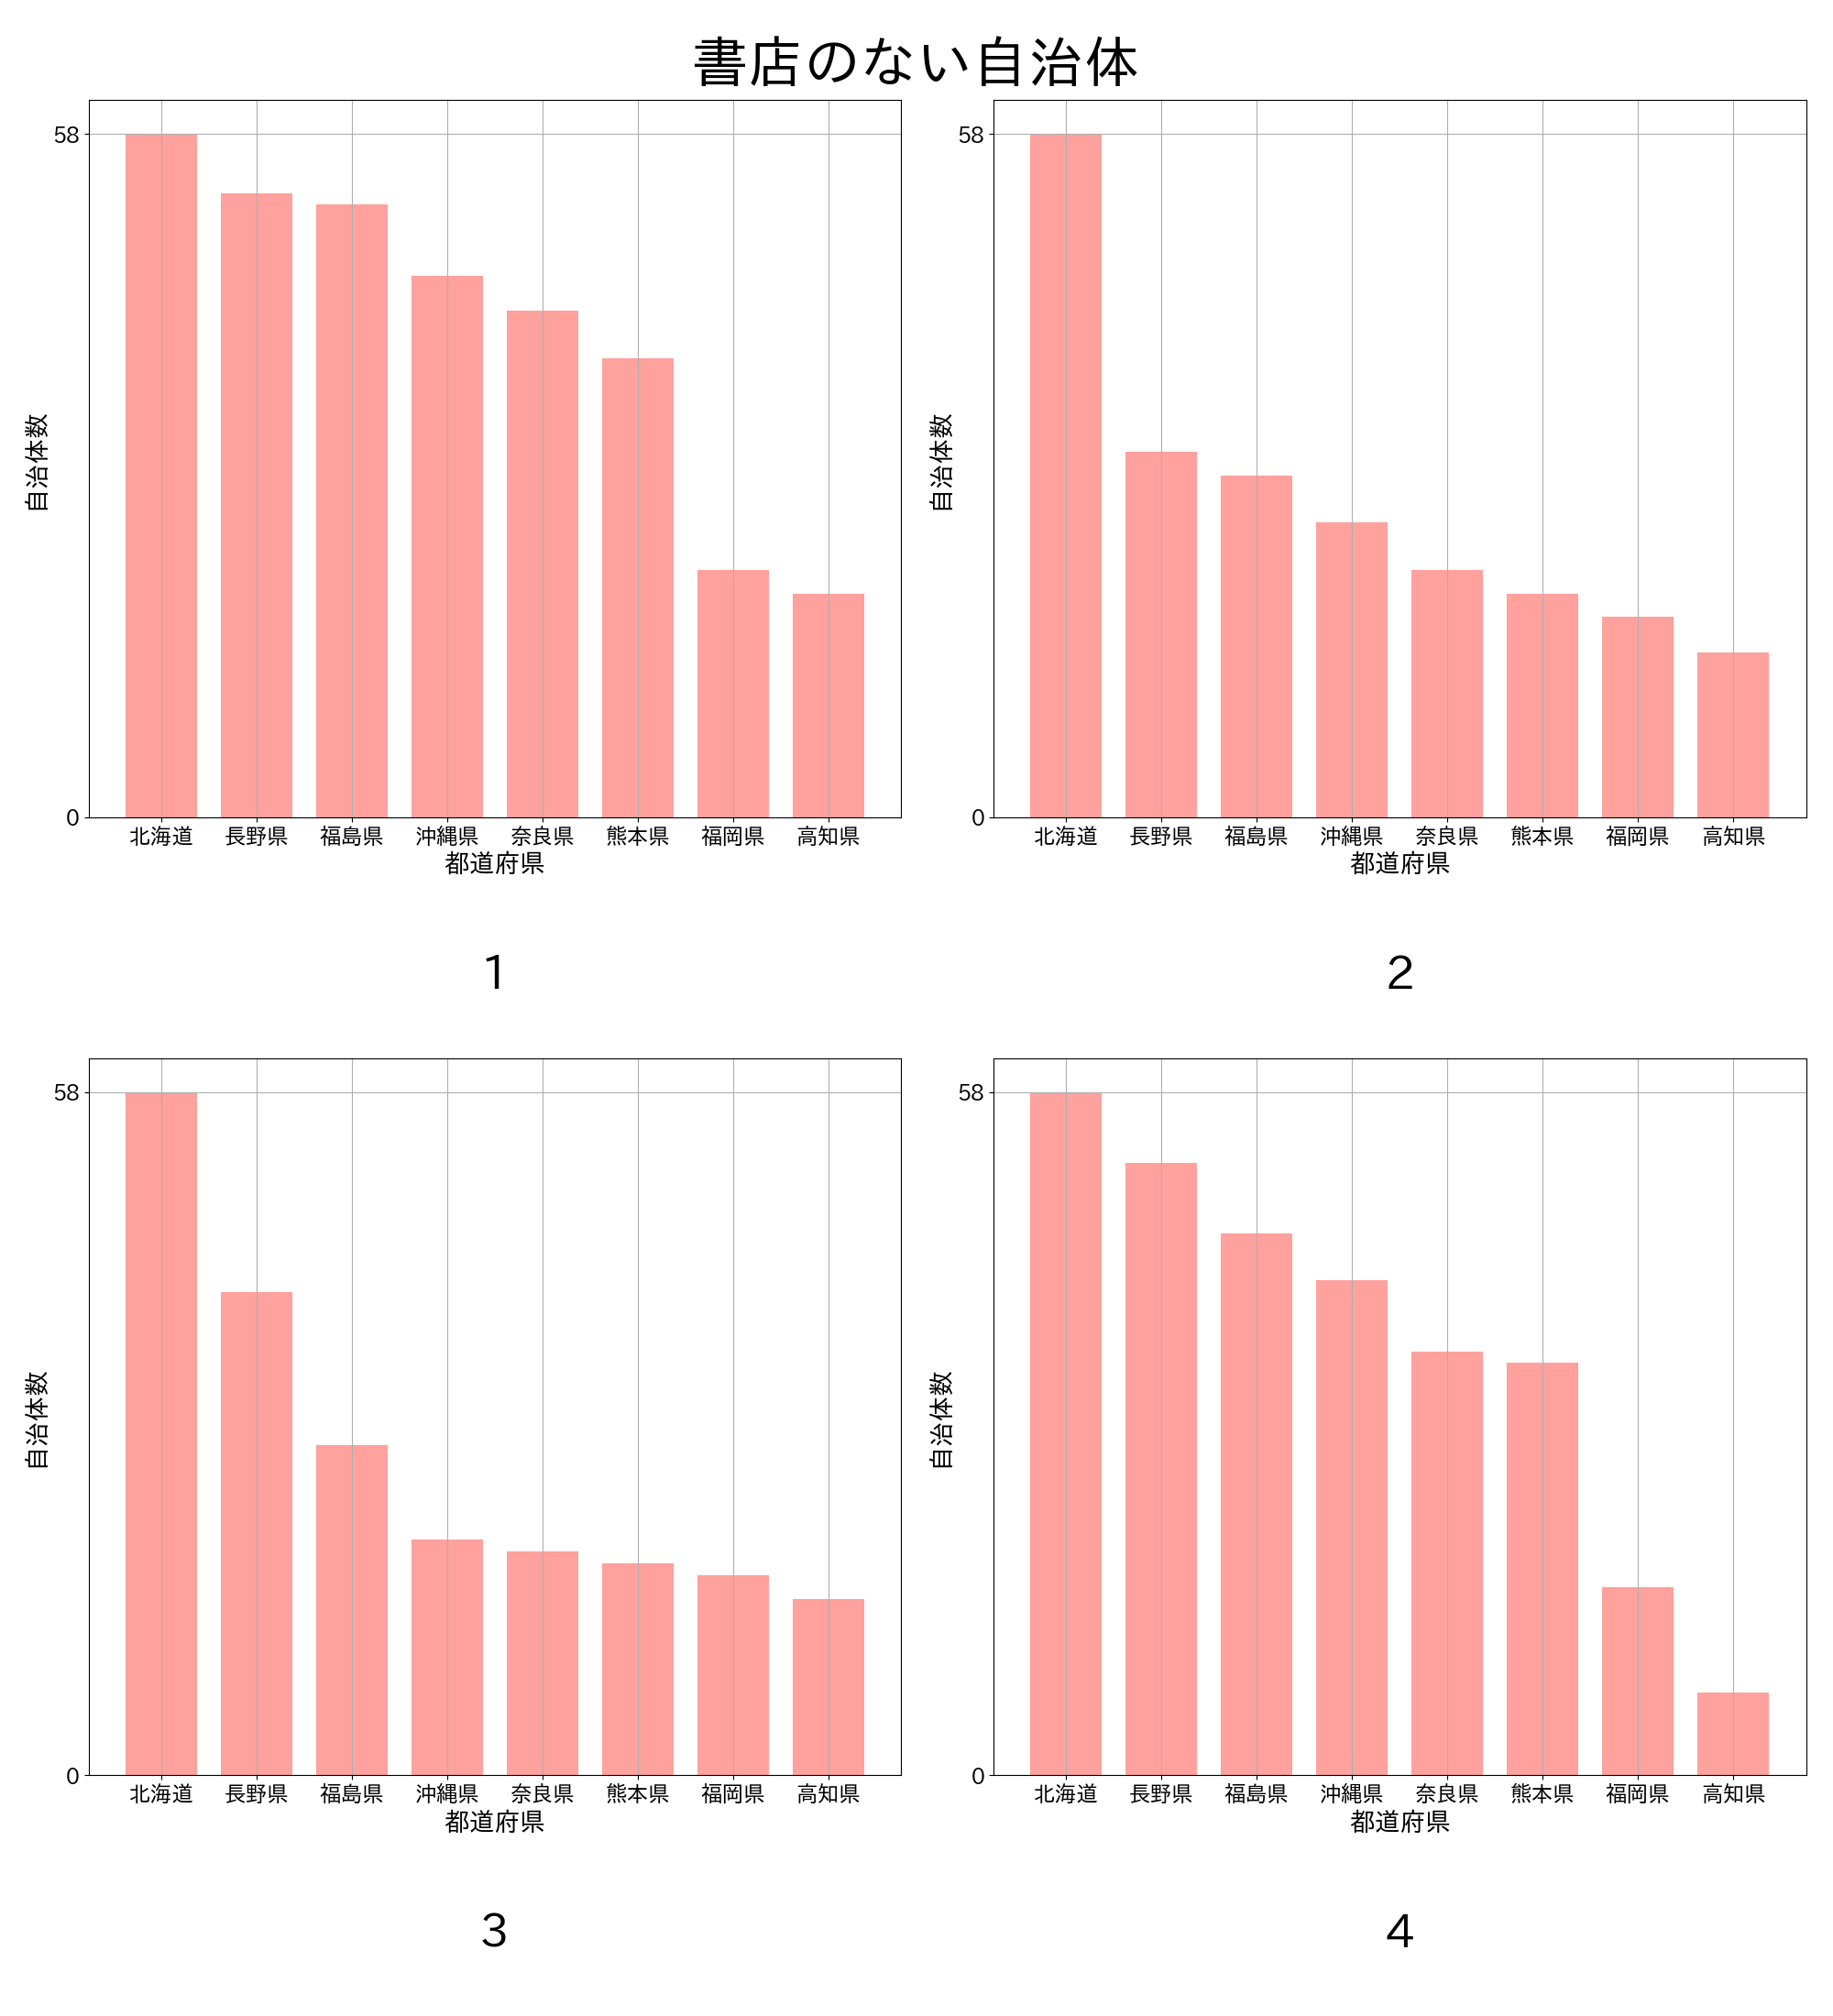 書店のない自治体
58
0
自治体数
北海道 長野県 福島県 沖縄県 奈良県 熊本県 福岡県 高知県
都道府県
1
58
0
自治体数
北海道 長野県 福島県 沖縄県 奈良県 熊本県 福岡県 高知県
都道府県
2
58
0
自治体数
北海道 長野県 福島県 沖縄県 奈良県 熊本県 福岡県 高知県
都道府県
3
58
0
自治体数
北海道 長野県 福島県 沖縄県 奈良県 熊本県 福岡県 高知県
都道府県
4